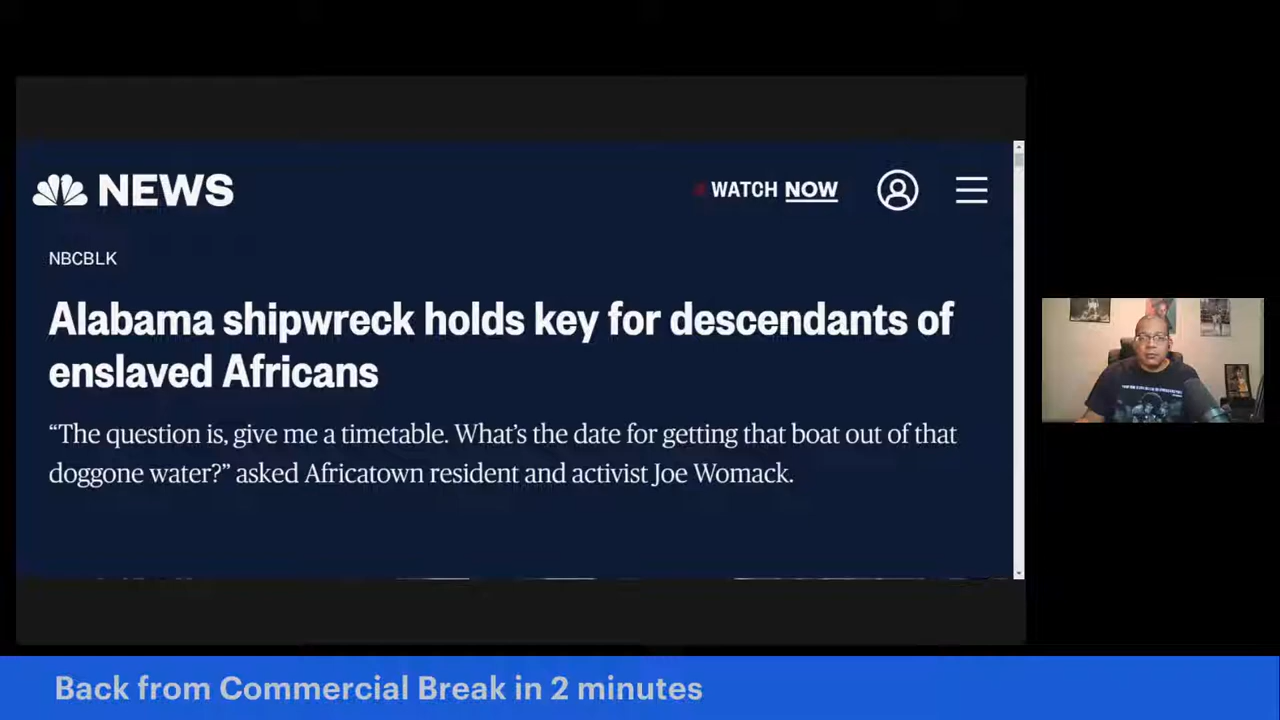 NEWS
WATCH NOW
NBCBLK
Alabama shipwreck holds key for descendants of
enslaved Africans
“The question is, give me a timetable. What’s the date for getting that boat out of that
doggone water?” asked Africatown resident and activist Joe Womack.
Back from Commercial Break in 2 minutes